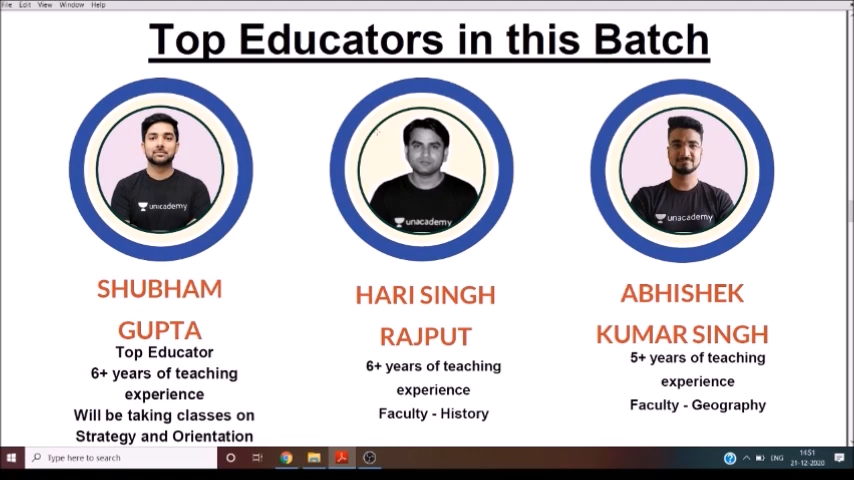 File Edit View Window Help
Top Educators in this Batch
unacademy
unacademy
unacademy
SHUBHAM
GUPTA
Top Educator
6+ years of teaching
experience
Will be taking classes on
Strategy and Orientation
HARI SINGH
RAJPUT
6+ years of teaching
experience
Faculty - History
ABHISHEK
KUMAR SINGH
5+ years of teaching
experience
Faculty - Geography
Type here to search
ENG
14:51
21-12-2020